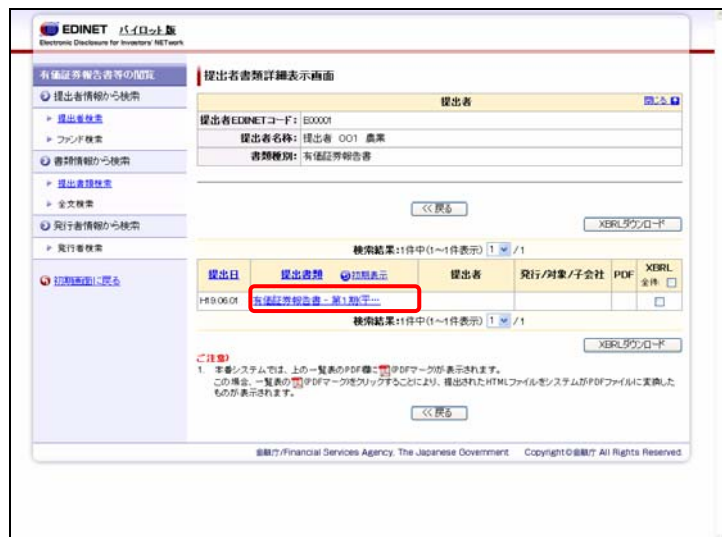 EDINET パイロット版
Electronic Disclosure for Investors' NETwork
有価証券報告書等の閲覧
提出者情報から検索
提出者検索
ファンド検索
書類情報から検索
提出書類検索
全文検索
発行者情報から検索
発行者検索
初期画面に戻る
提出者書類詳細表示画面
提出者 閉じる
提出者EDINETコード: E00001
提出者名称: 提出者 001 農業
書類種別: 有価証券報告書
<<戻る
XBRLダウンロード
検索結果:1件中(1～1件表示) 1 /1
提出日 提出書類 初期表示 提出者 発行/対象/子会社 PDF XBRL 全件:
H19.06.01 有価証券報告書 - 第1期(平…
検索結果:1件中(1～1件表示) 1 /1
XBRLダウンロード
ご注意)
1. 本番システムでは、上の一覧表のPDF欄にPDFマークが表示されます。
この場合、一覧表のPDFマークをクリックすることにより、提出されたHTMLファイルをシステムがPDFファイルに変換した
ものが表示されます。
<<戻る
金融庁/Financial Services Agency, The Japanese Government Copyright©金融庁 All Rights Reserved.